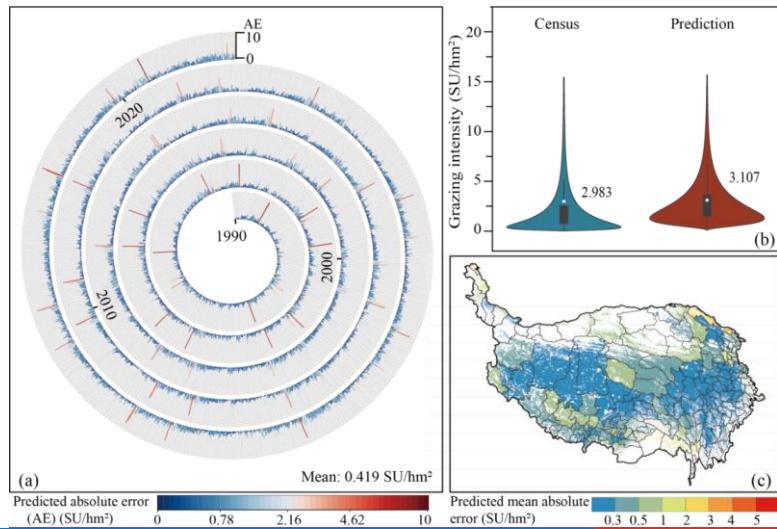 AE
10
0
2020
1990
2000
2010
(a)
Mean: 0.419 SU/hm²
Predicted absolute error
(AE) (SU/hm²)
0 0.78 2.16 4.62 10
Grazing intensity (SU/hm²)
20
15
10
5
0
Census Prediction
2.983
3.107
(b)
(c)
Predicted mean absolute
error (SU/hm²)
0.3 0.5 1 2 3 4 5